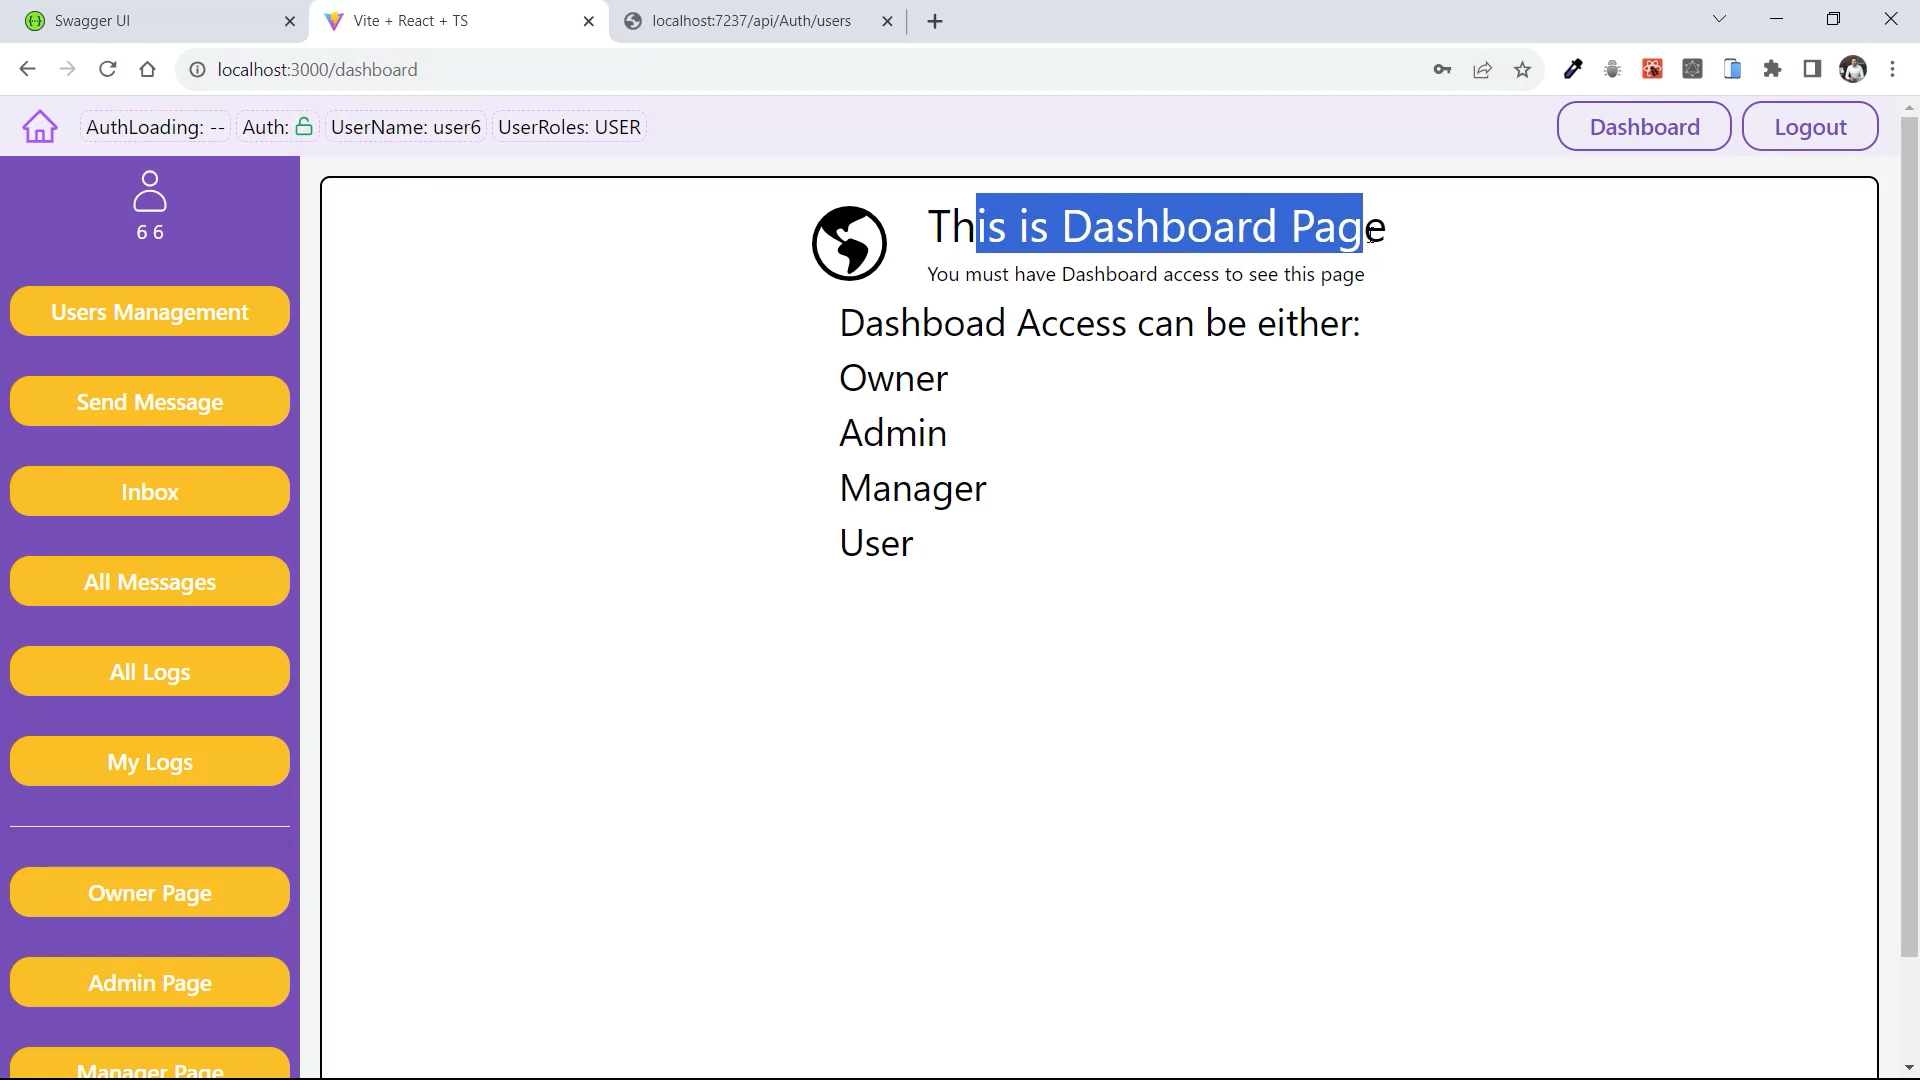 Swagger UI
Vite + React + TS
localhost:7237/api/Auth/users
localhost:3000/dashboard
AuthLoading: -- Auth: UserName: user6 UserRoles: USER
Dashboard
Logout
6 6
Users Management
Send Message
Inbox
All Messages
All Logs
My Logs
Owner Page
Admin Page
Manager Page
This is Dashboard Page
You must have Dashboard access to see this page
Dashboad Access can be either:
Owner
Admin
Manager
User